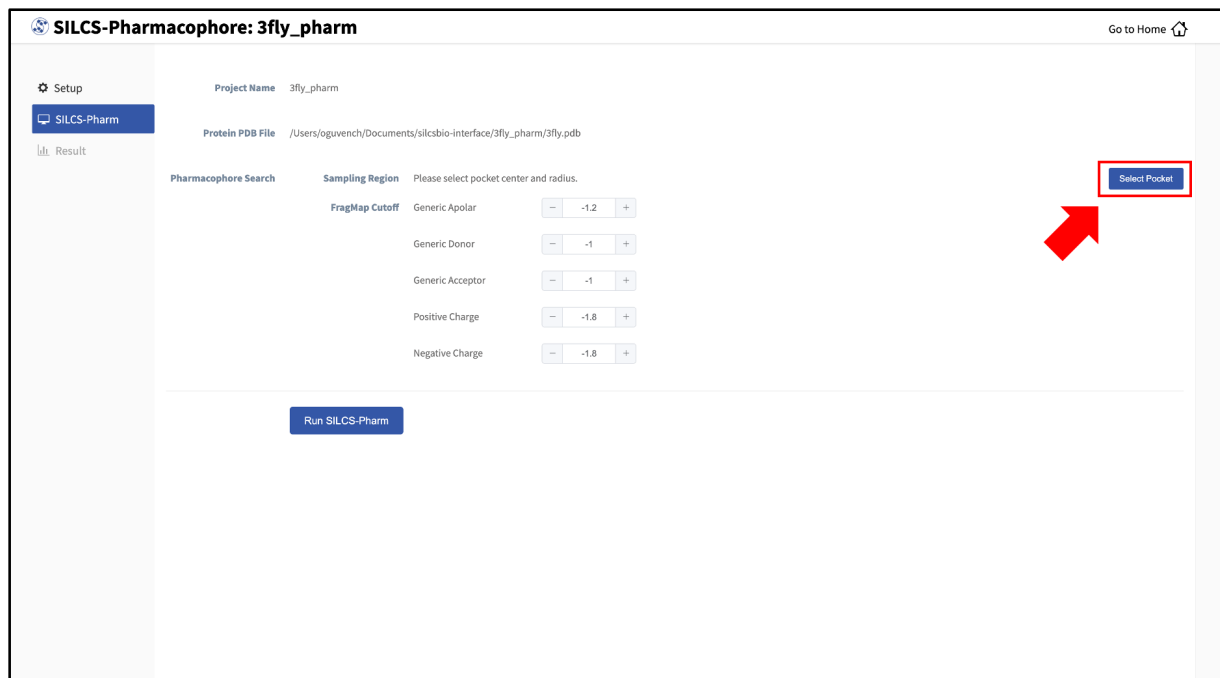 SILCS-Pharmacophore: 3fly_pharm
Go to Home
Setup
SILCS-Pharm
Result
Project Name 3fly_pharm
Protein PDB File /Users/oguvench/Documents/silcsbio-interface/3fly_pharm/3fly.pdb
Pharmacophore Search Sampling Region Please select pocket center and radius. Select Pocket
FragMap Cutoff Generic Apolar − -1.2 +
Generic Donor − -1 +
Generic Acceptor − -1 +
Positive Charge − -1.8 +
Negative Charge − -1.8 +
Run SILCS-Pharm